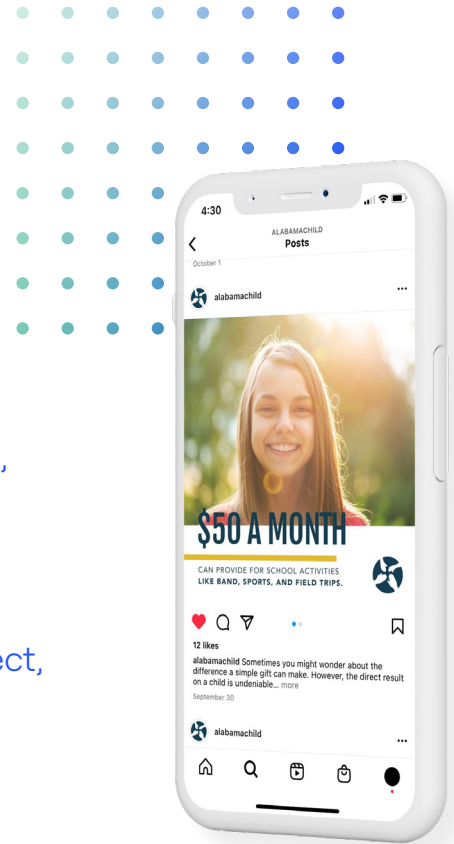 4:30
ALABAMACHILD
Posts
October 1
alabamachild
$50 A MONTH
CAN PROVIDE FOR SCHOOL ACTIVITIES
LIKE BAND, SPORTS, AND FIELD TRIPS.
12 likes
alabamachild Sometimes you might wonder about the
difference a simple gift can make. However, the direct result
on a child is undeniable... more
September 30
alabamachild
,
ect,